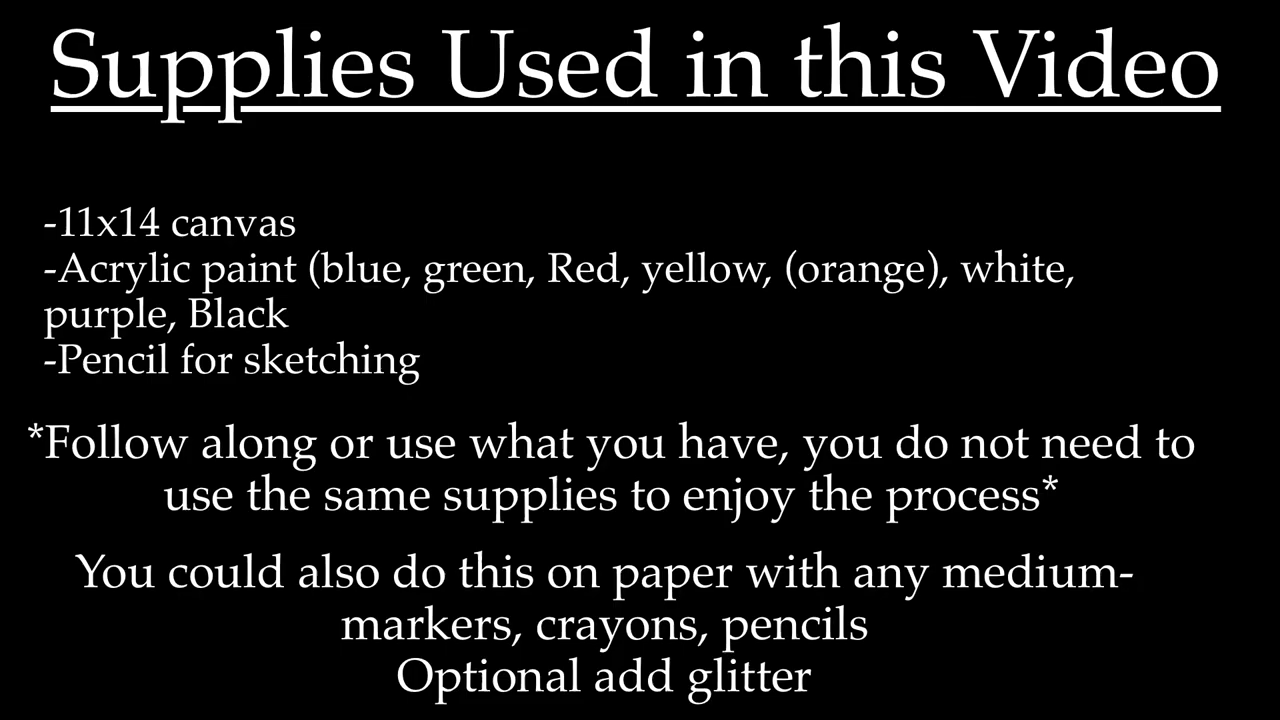 Supplies Used in this Video
-11x14 canvas
-Acrylic paint (blue, green, Red, yellow, (orange), white,
purple, Black
-Pencil for sketching
*Follow along or use what you have, you do not need to
use the same supplies to enjoy the process*
You could also do this on paper with any medium-
markers, crayons, pencils
Optional add glitter